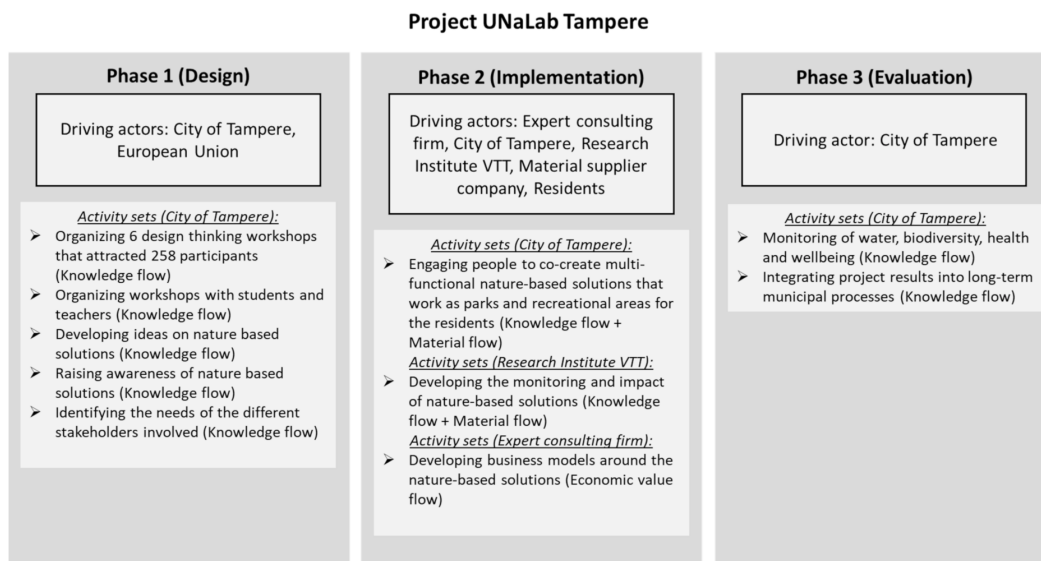 Project UNaLab Tampere
Phase 1 (Design)
Driving actors: City of Tampere,
European Union
Activity sets (City of Tampere):
➢ Organizing 6 design thinking workshops
that attracted 258 participants
(Knowledge flow)
➢ Organizing workshops with students and
teachers (Knowledge flow)
➢ Developing ideas on nature based
solutions (Knowledge flow)
➢ Raising awareness of nature based
solutions (Knowledge flow)
➢ Identifying the needs of the different
stakeholders involved (Knowledge flow)
Phase 2 (Implementation)
Driving actors: Expert consulting
firm, City of Tampere, Research
Institute VTT, Material supplier
company, Residents
Activity sets (City of Tampere):
➢ Engaging people to co-create multi-
functional nature-based solutions that
work as parks and recreational areas for
the residents (Knowledge flow +
Material flow)
Activity sets (Research Institute VTT):
➢ Developing the monitoring and impact
of nature-based solutions (Knowledge
flow + Material flow)
Activity sets (Expert consulting firm):
➢ Developing business models around the
nature-based solutions (Economic value
flow)
Phase 3 (Evaluation)
Driving actor: City of Tampere
Activity sets (City of Tampere):
➢ Monitoring of water, biodiversity, health
and wellbeing (Knowledge flow)
➢ Integrating project results into long-term
municipal processes (Knowledge flow)